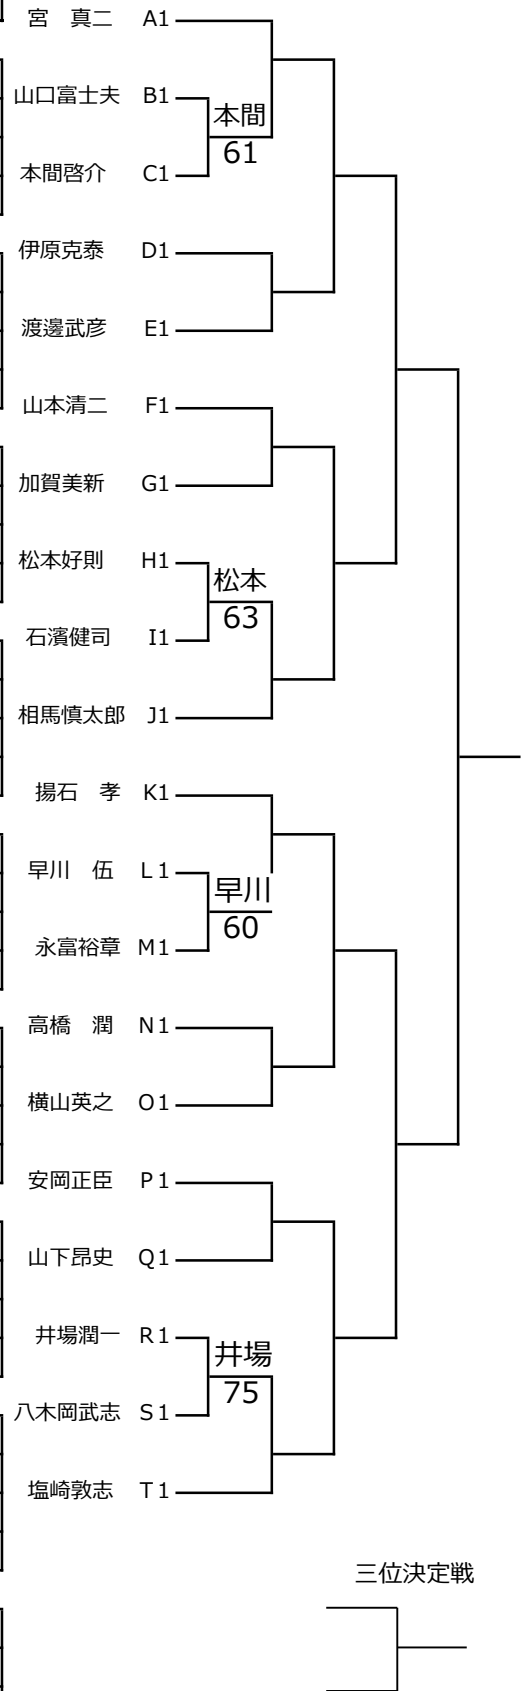 宮　真二 A1
山口富士夫 B1
本間
61
本間啓介 C1
伊原克泰 D1
渡邊武彦 E1
山本清二 F1
加賀美新 G1
松本好則 H1
松本
63
石濱健司 I1
相馬慎太郎 J1
揚石　孝 K1
早川　伍 L1
早川
60
永富裕章 M1
高橋　潤 N1
横山英之 O1
安岡正臣 P1
山下昂史 Q1
井場潤一 R1
井場
75
八木岡武志 S1
塩崎敦志 T1
三位決定戦